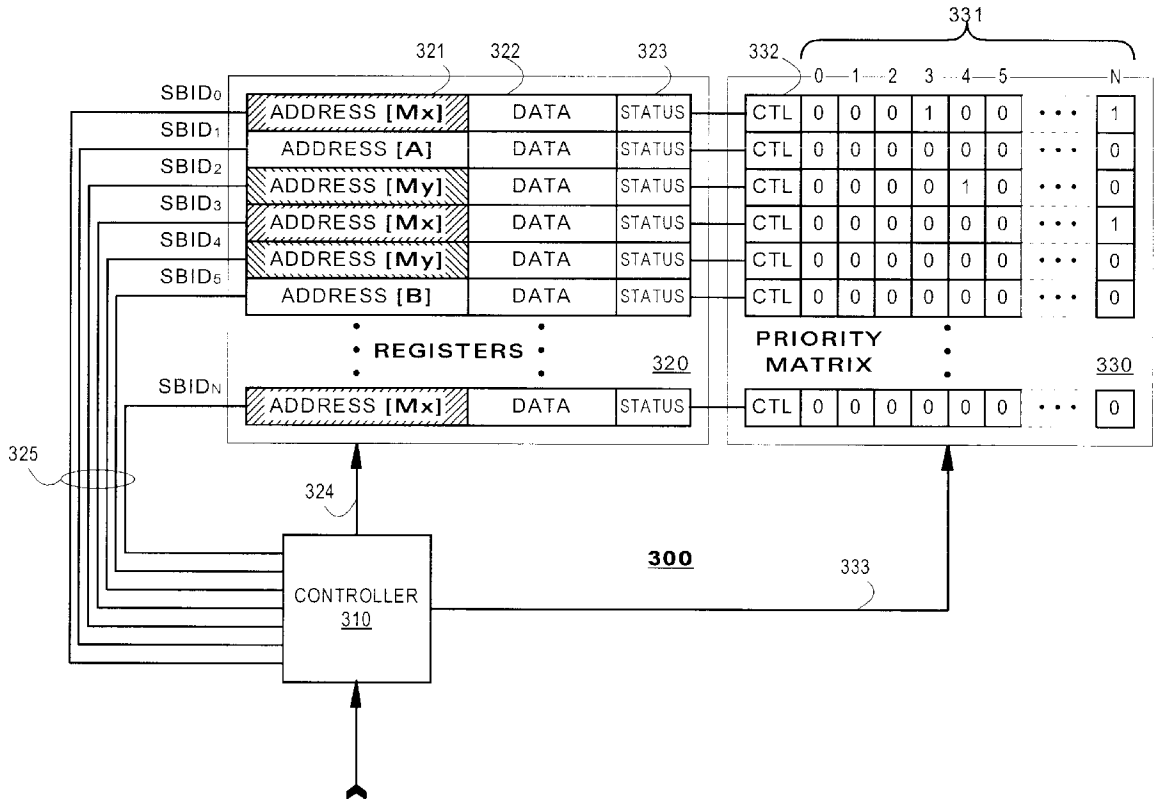 331
321 322 323 332
0 1 2 3 4 5 N
SBID₀ ADDRESS [Mx] DATA STATUS CTL 0 0 0 1 0 0 • • • 1
SBID₁ ADDRESS [A] DATA STATUS CTL 0 0 0 0 0 0 • • • 0
SBID₂ ADDRESS [My] DATA STATUS CTL 0 0 0 0 1 0 • • • 0
SBID₃ ADDRESS [Mx] DATA STATUS CTL 0 0 0 0 0 0 • • • 1
SBID₄ ADDRESS [My] DATA STATUS CTL 0 0 0 0 0 0 • • • 0
SBID₅ ADDRESS [B] DATA STATUS CTL 0 0 0 0 0 0 • • • 0
REGISTERS 320 PRIORITY MATRIX 330
SBIDN ADDRESS [Mx] DATA STATUS CTL 0 0 0 0 0 0 • • • 0
325
324
300
333
CONTROLLER
310